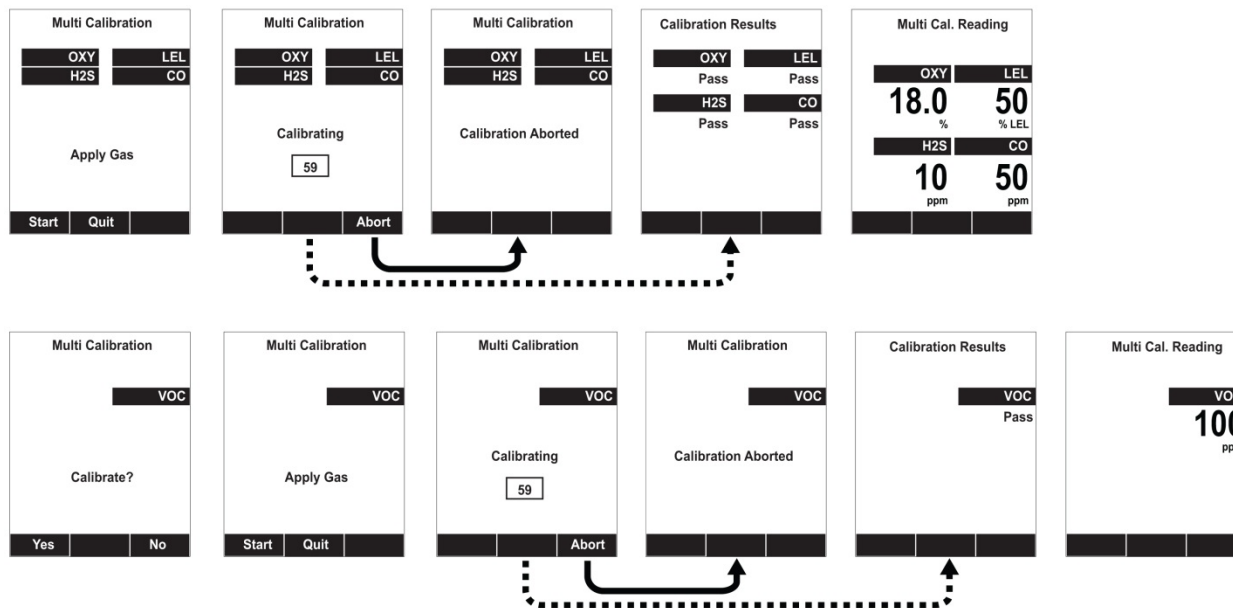 Multi Calibration
OXY LEL
H2S CO
Apply Gas
Start Quit
Multi Calibration
OXY LEL
H2S CO
Calibrating
59
Abort
Multi Calibration
OXY LEL
H2S CO
Calibration Aborted
Calibration Results
OXY LEL
Pass Pass
H2S CO
Pass Pass
Multi Cal. Reading
OXY LEL
18.0 50
% % LEL
H2S CO
10 50
ppm ppm
Multi Calibration
VOC
Calibrate?
Yes No
Multi Calibration
VOC
Apply Gas
Start Quit
Multi Calibration
VOC
Calibrating
59
Abort
Multi Calibration
VOC
Calibration Aborted
Calibration Results
VOC
Pass
Multi Cal. Reading